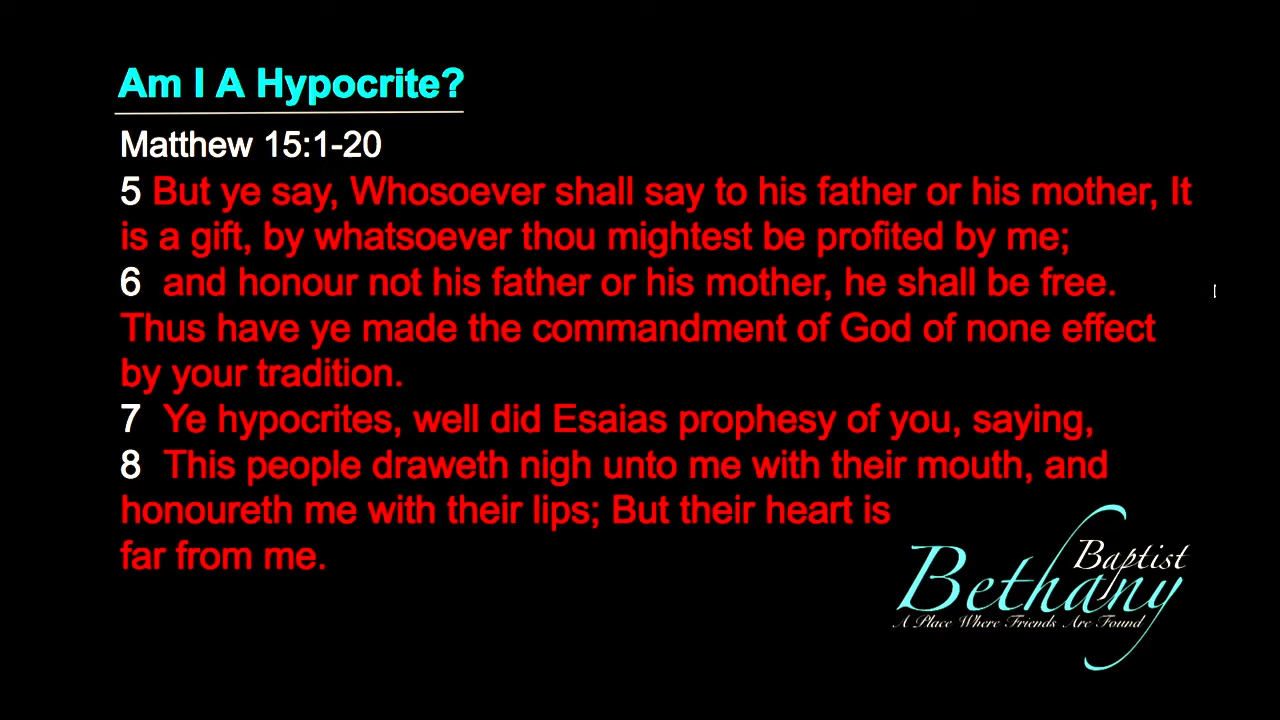 Am I A Hypocrite?
Matthew 15:1-20
5 But ye say, Whosoever shall say to his father or his mother, It
is a gift, by whatsoever thou mightest be profited by me;
6 and honour not his father or his mother, he shall be free.
Thus have ye made the commandment of God of none effect
by your tradition.
7 Ye hypocrites, well did Esaias prophesy of you, saying,
8 This people draweth nigh unto me with their mouth, and
honoureth me with their lips; But their heart is
far from me.
Baptist
Bethany
A Place Where Friends Are Found